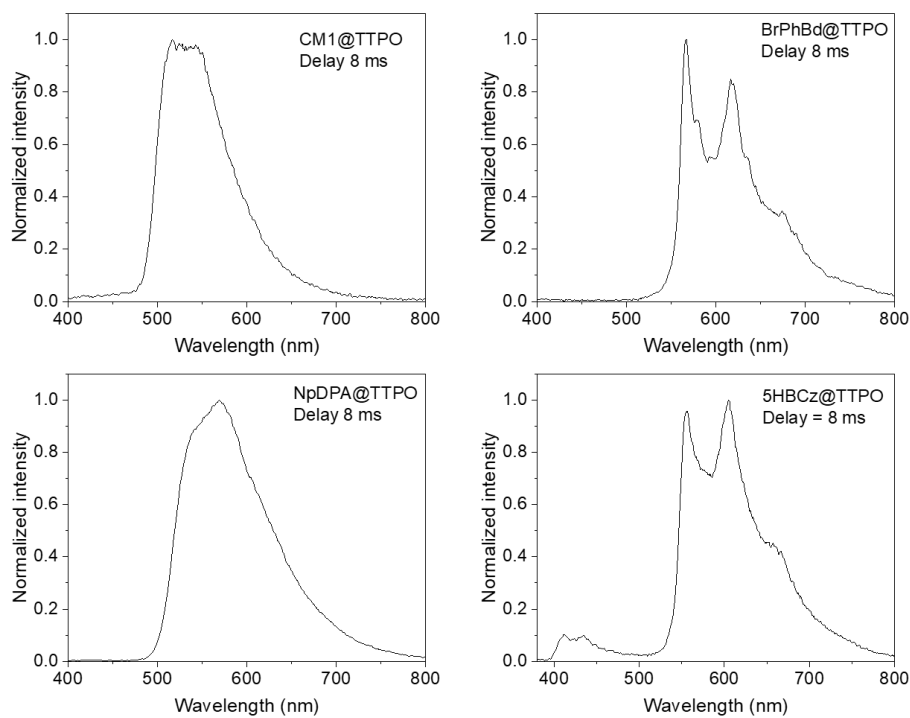 CM1@TTPO
Delay 8 ms
1.0
0.8
0.6
0.4
0.2
0.0
Normalized intensity
400 500 600 700 800
Wavelength (nm)
BrPhBd@TTPO
Delay 8 ms
1.0
0.8
0.6
0.4
0.2
0.0
Normalized intensity
400 500 600 700 800
Wavelength (nm)
NpDPA@TTPO
Delay 8 ms
1.0
0.8
0.6
0.4
0.2
0.0
Normalized intensity
400 500 600 700 800
Wavelength (nm)
5HBCz@TTPO
Delay = 8 ms
1.0
0.8
0.6
0.4
0.2
0.0
Normalized intensity
400 500 600 700 800
Wavelength (nm)